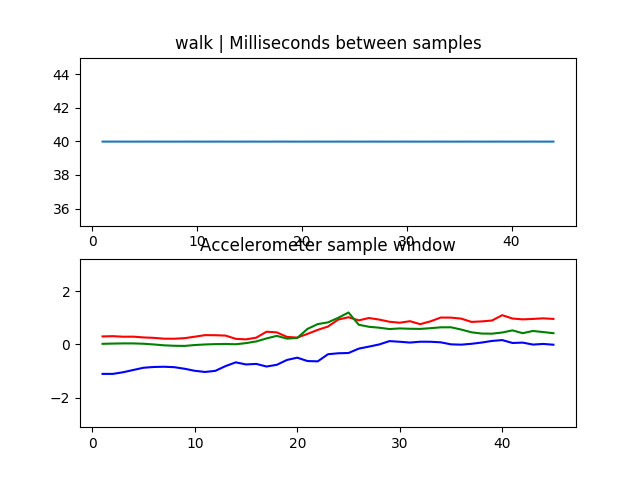 walk | Milliseconds between samples
44
42
40
38
36
0 10 20 30 40
Accelerometer sample window
2
0
−2
0 10 20 30 40